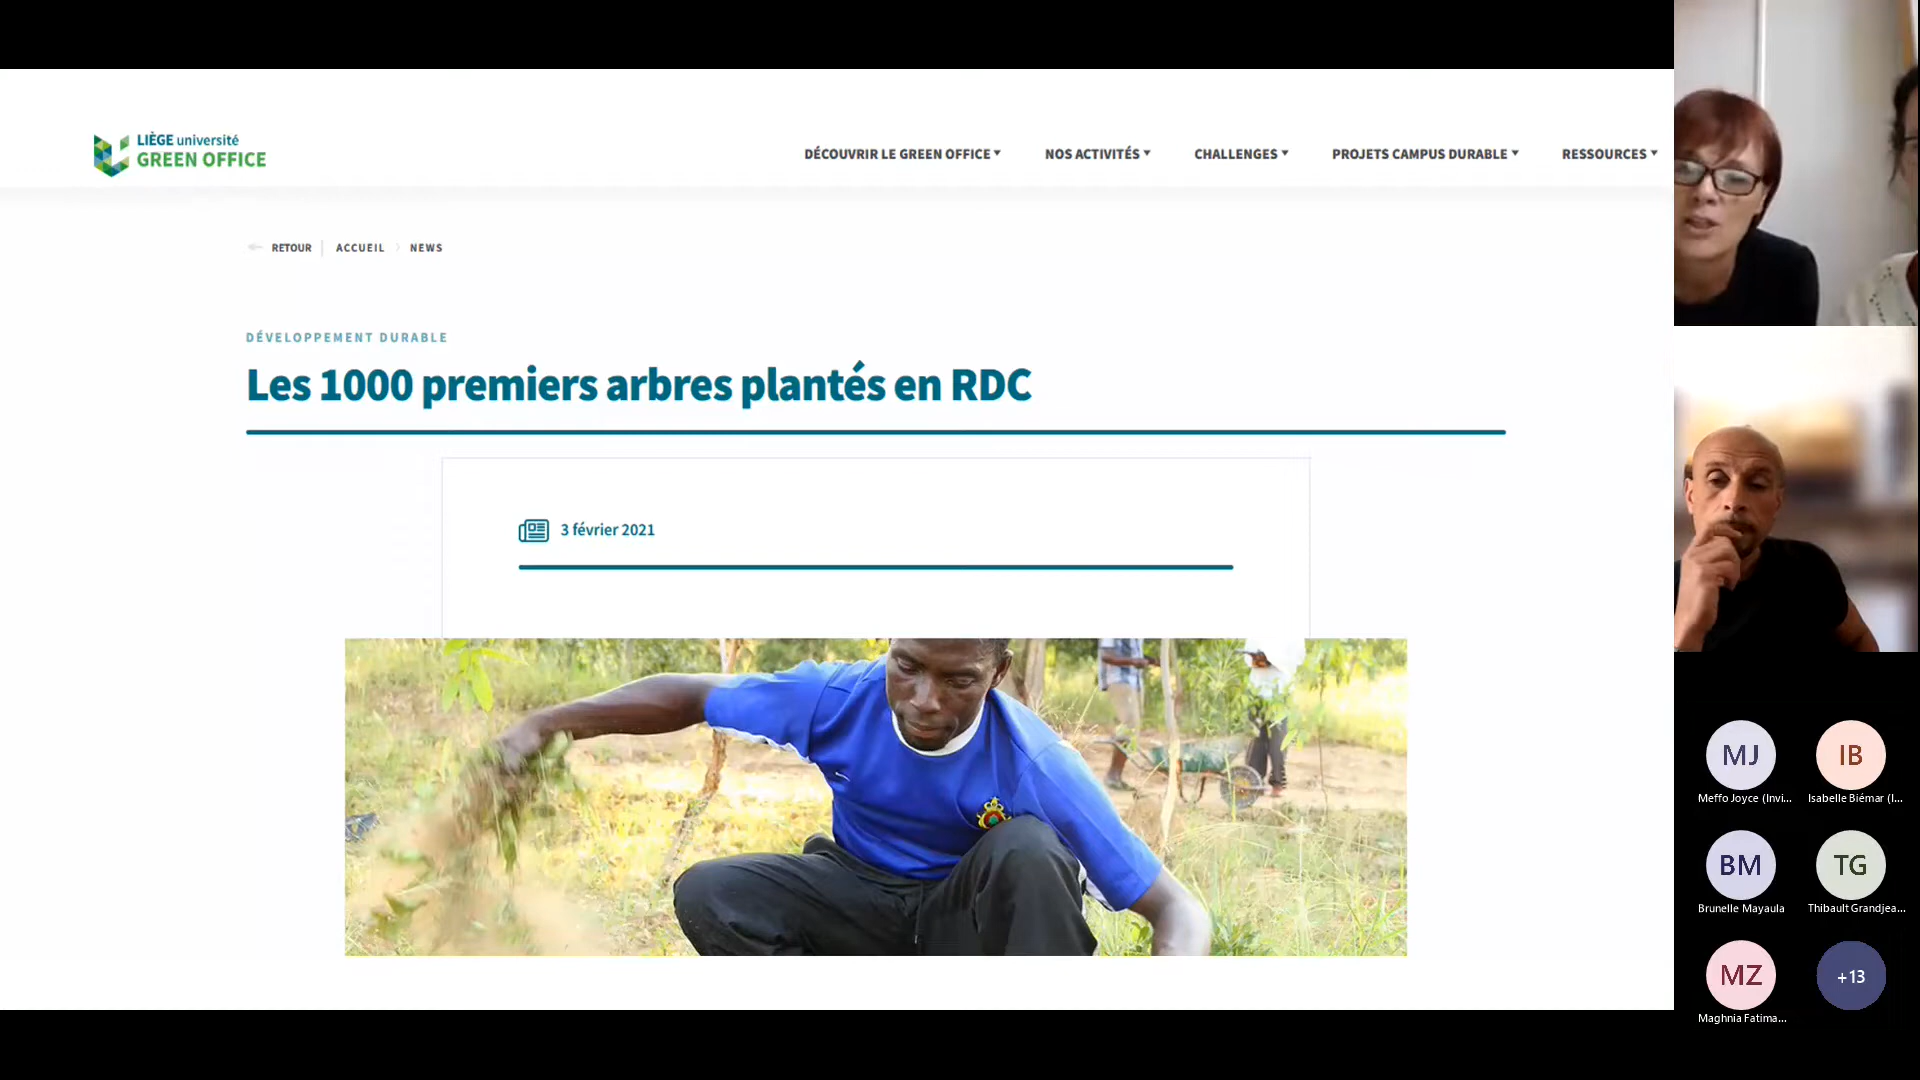 LIÈGE université
GREEN OFFICE
DÉCOUVRIR LE GREEN OFFICE
NOS ACTIVITÉS
CHALLENGES
PROJETS CAMPUS DURABLE
RESSOURCES
RETOUR
ACCUEIL
NEWS
DÉVELOPPEMENT DURABLE
Les 1000 premiers arbres plantés en RDC
3 février 2021
MJ
Meffo Joyce (Invi...
IB
Isabelle Biémar (I...
BM
Brunelle Mayaula
TG
Thibault Grandjea...
MZ
Maghnia Fatima...
+13